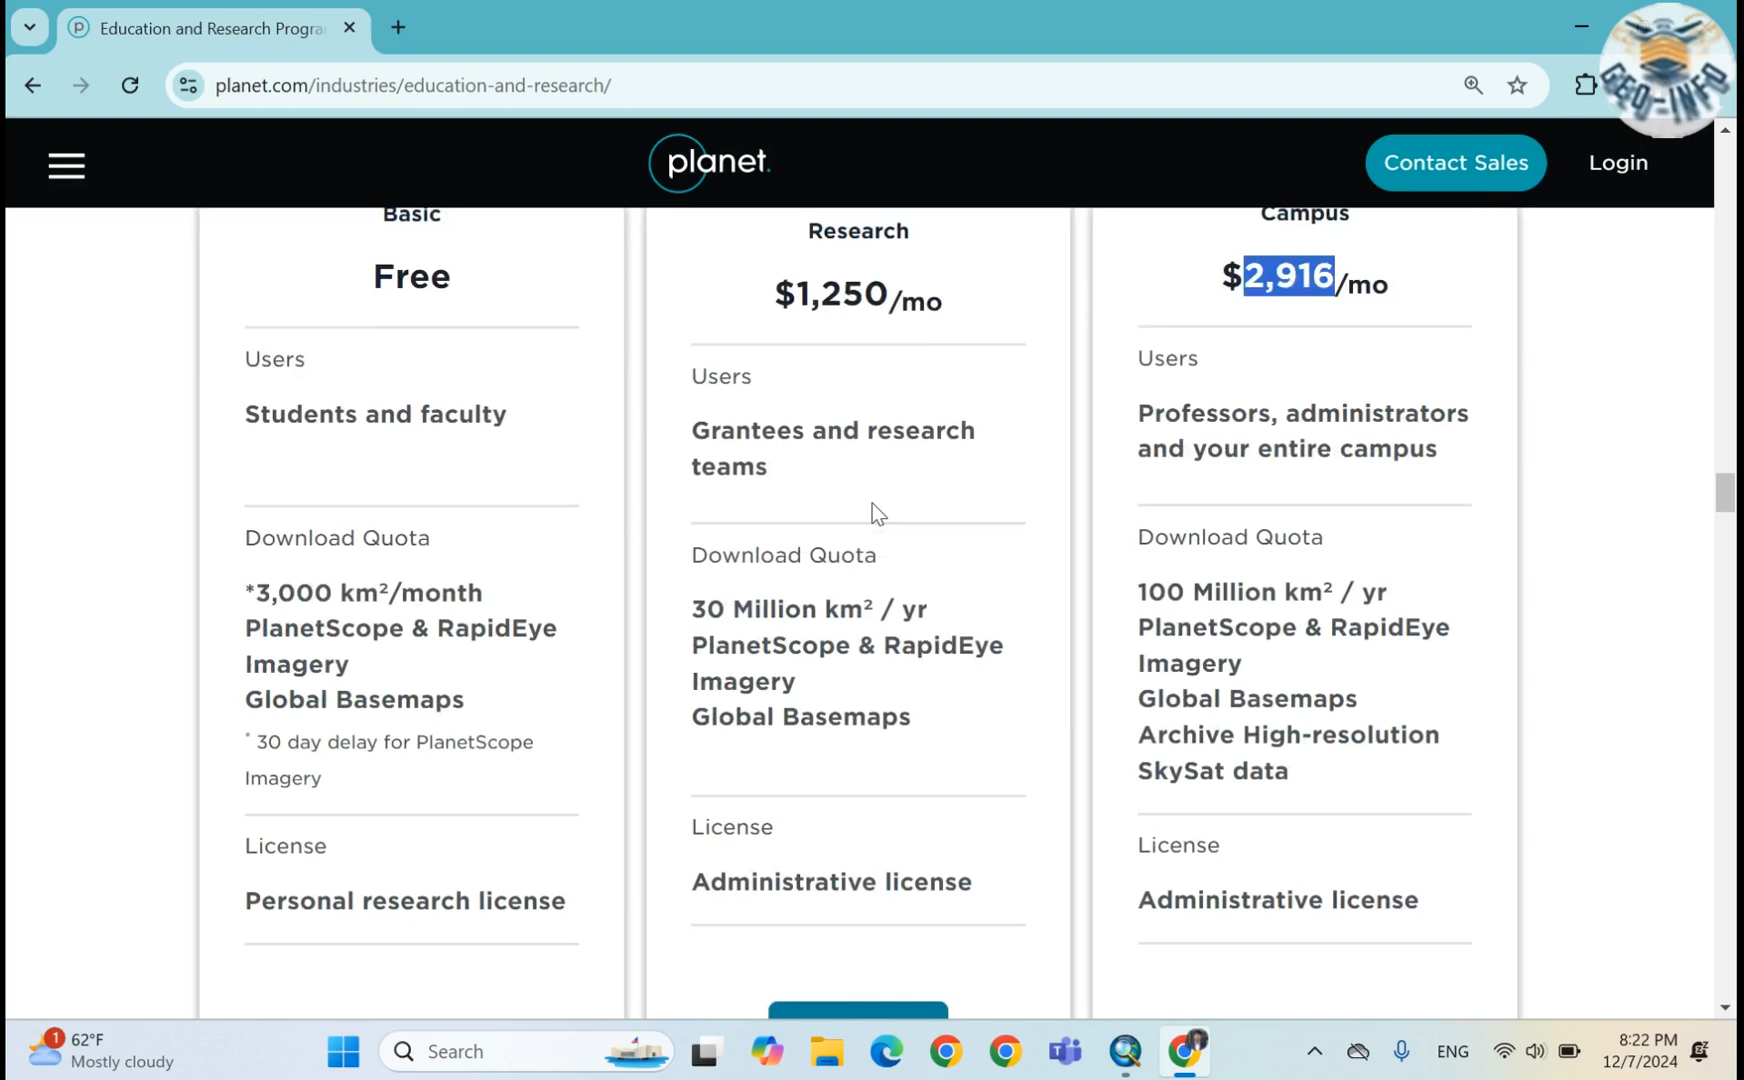 Education and Research Progra
planet.com/industries/education-and-research/
GEO-INFO
planet.
Contact Sales
Login
Basic
Free
Users
Students and faculty
Download Quota
*3,000 km²/month
PlanetScope & RapidEye
Imagery
Global Basemaps
* 30 day delay for PlanetScope
Imagery
License
Personal research license
Research
$1,250/mo
Users
Grantees and research
teams
Download Quota
30 Million km² / yr
PlanetScope & RapidEye
Imagery
Global Basemaps
License
Administrative license
Campus
$2,916/mo
Users
Professors, administrators
and your entire campus
Download Quota
100 Million km² / yr
PlanetScope & RapidEye
Imagery
Global Basemaps
Archive High-resolution
SkySat data
License
Administrative license
1
62°F
Mostly cloudy
Search
ENG
8:22 PM
12/7/2024